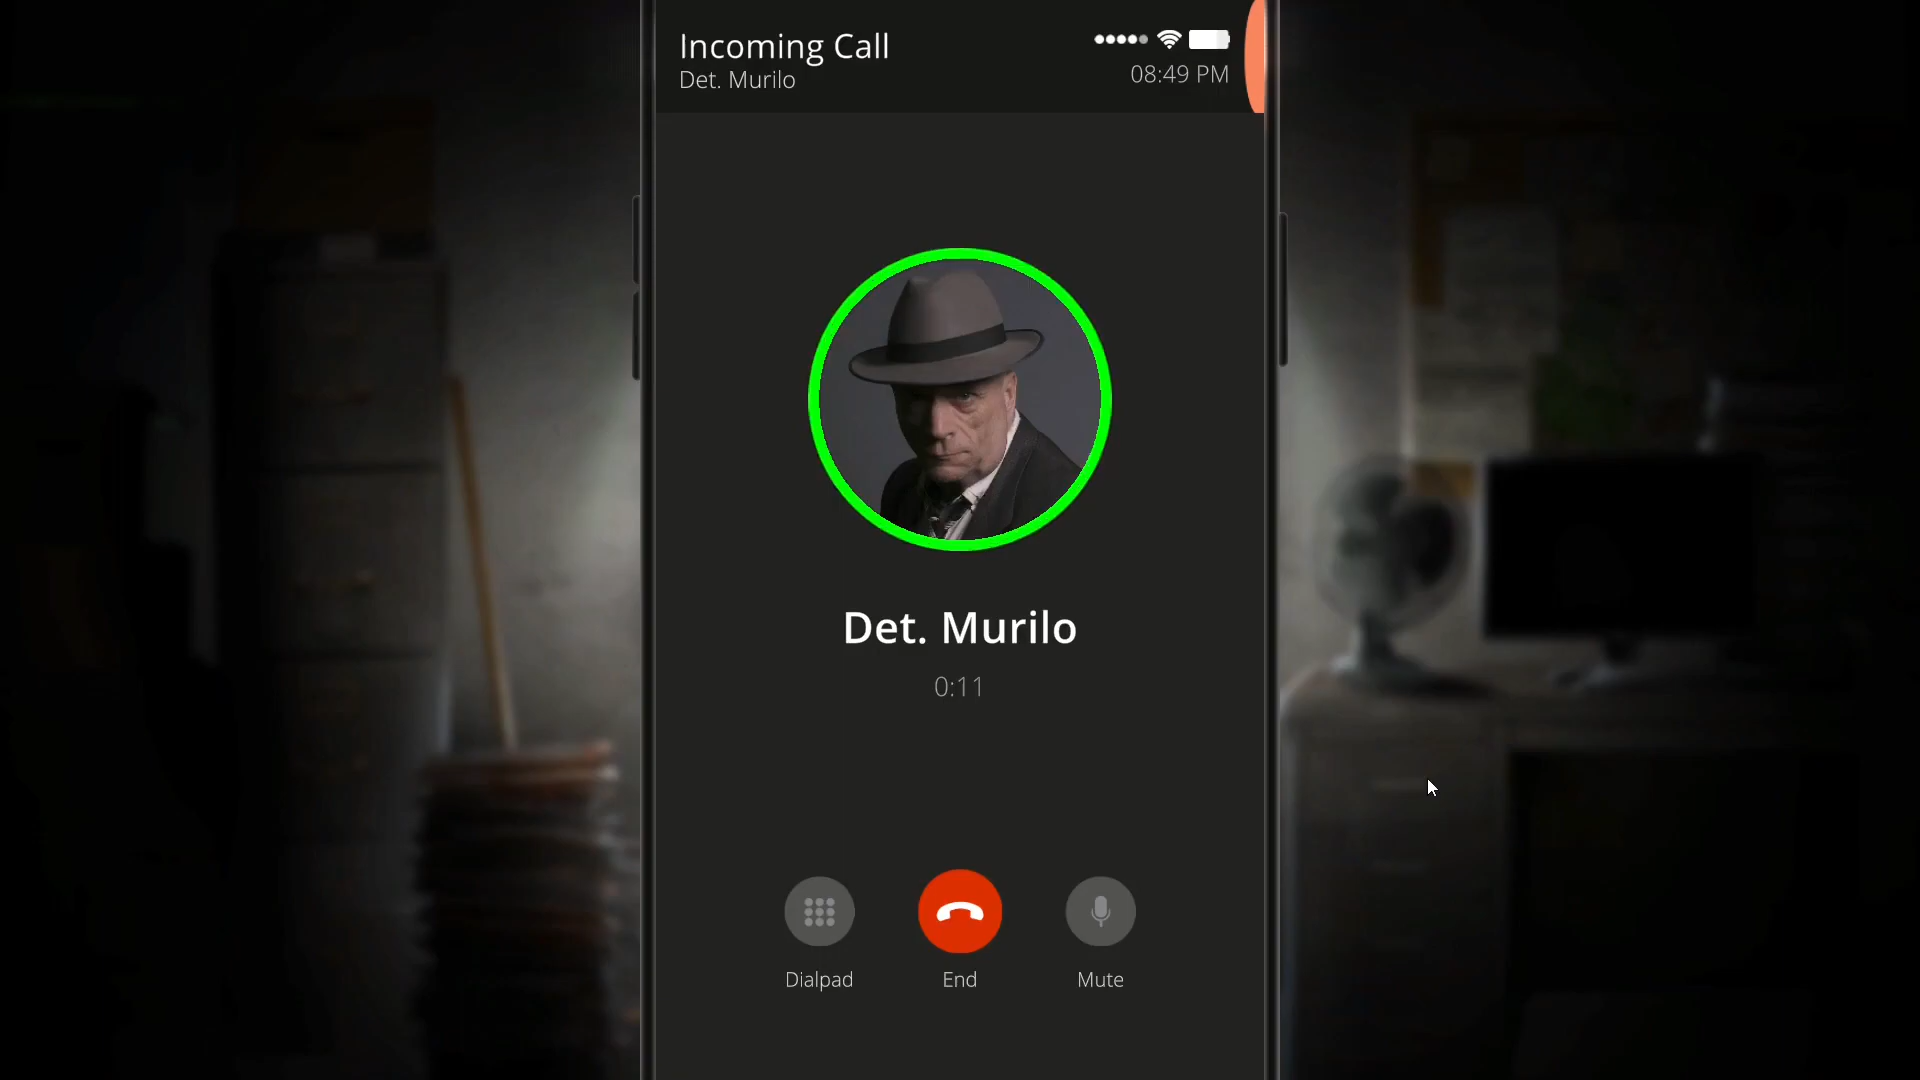 Incoming Call
Det. Murilo
08:49 PM
Det. Murilo
0:11
Dialpad
End
Mute